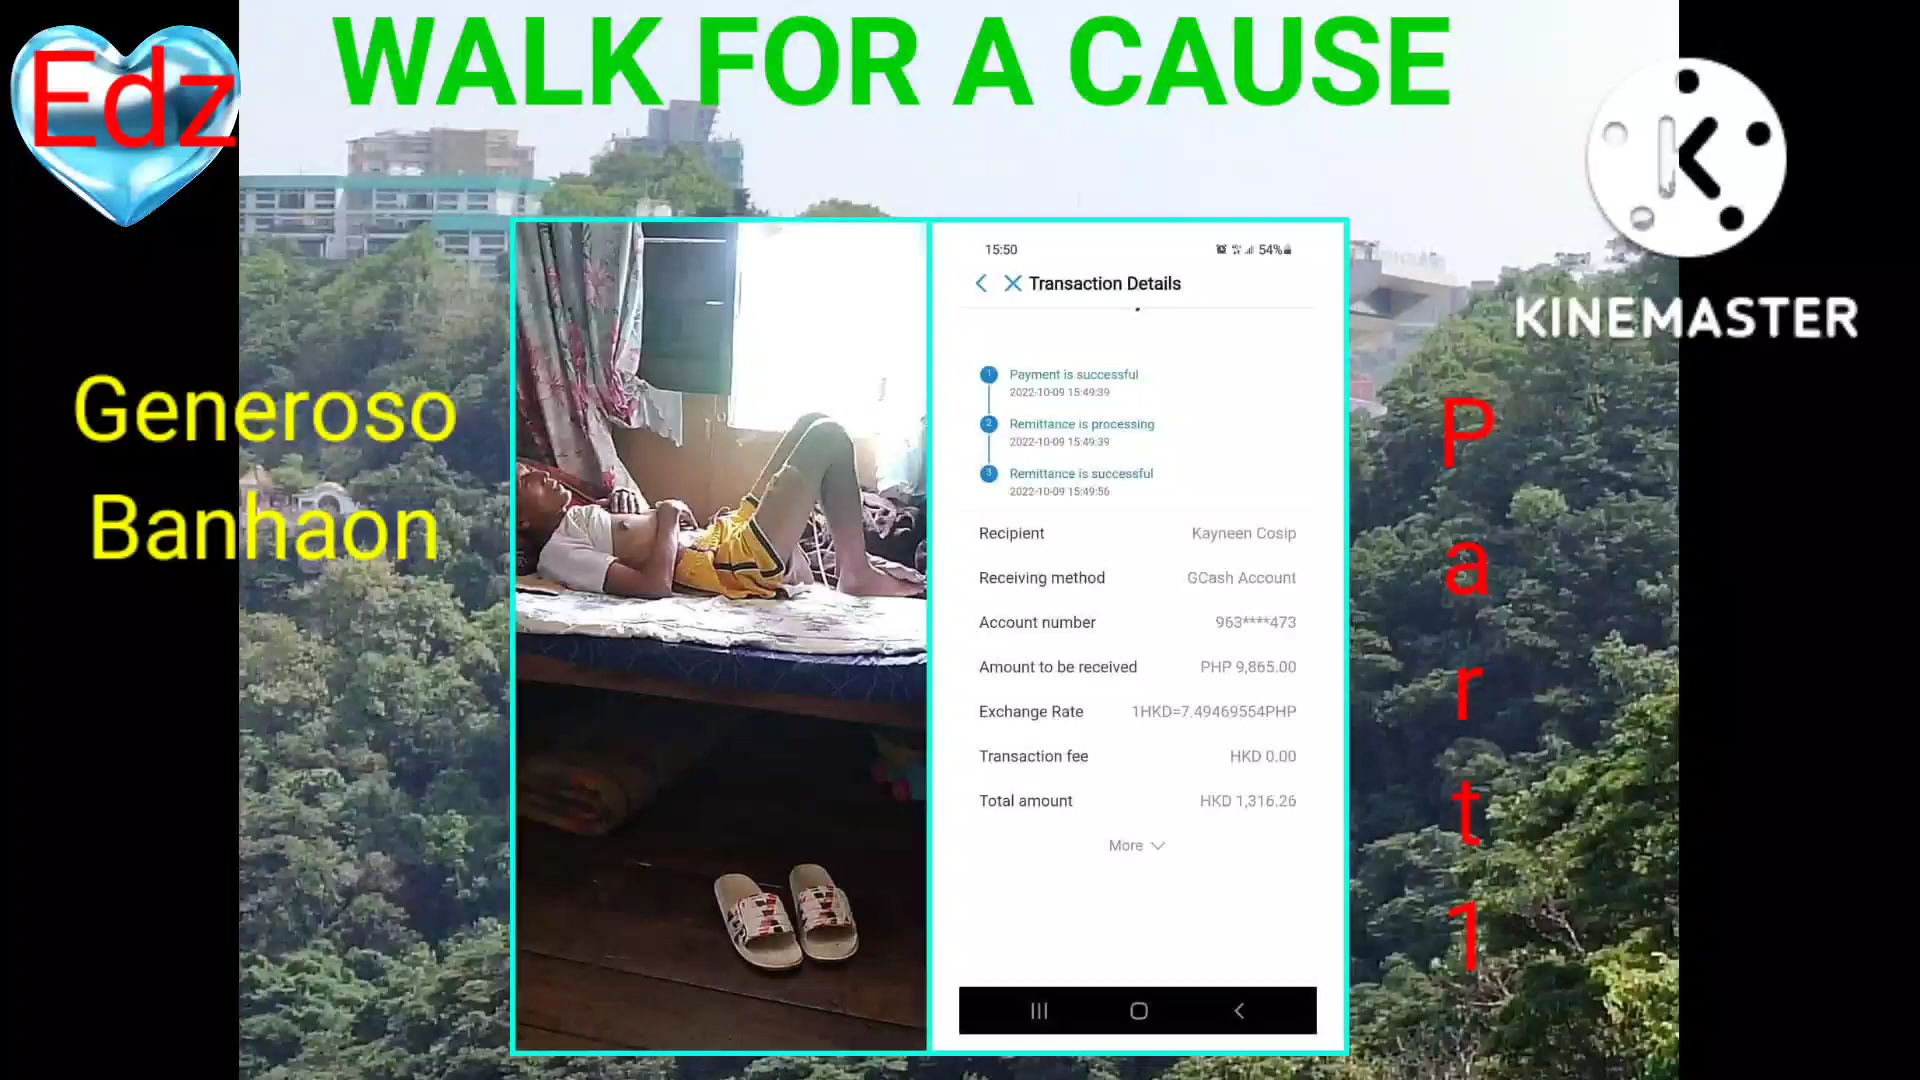 WALK FOR A CAUSE
Edz
KINEMASTER
Generoso
Banhaon
15:50
54%
Transaction Details
1
Payment is successful
2022-10-09 15:49:39
2
Remittance is processing
2022-10-09 15:49:39
3
Remittance is successful
2022-10-09 15:49:56
Recipient Kayneen Cosip
Receiving method GCash Account
Account number 963****473
Amount to be received PHP 9,865.00
Exchange Rate 1HKD=7.49469554PHP
Transaction fee HKD 0.00
Total amount HKD 1,316.26
More
Part1